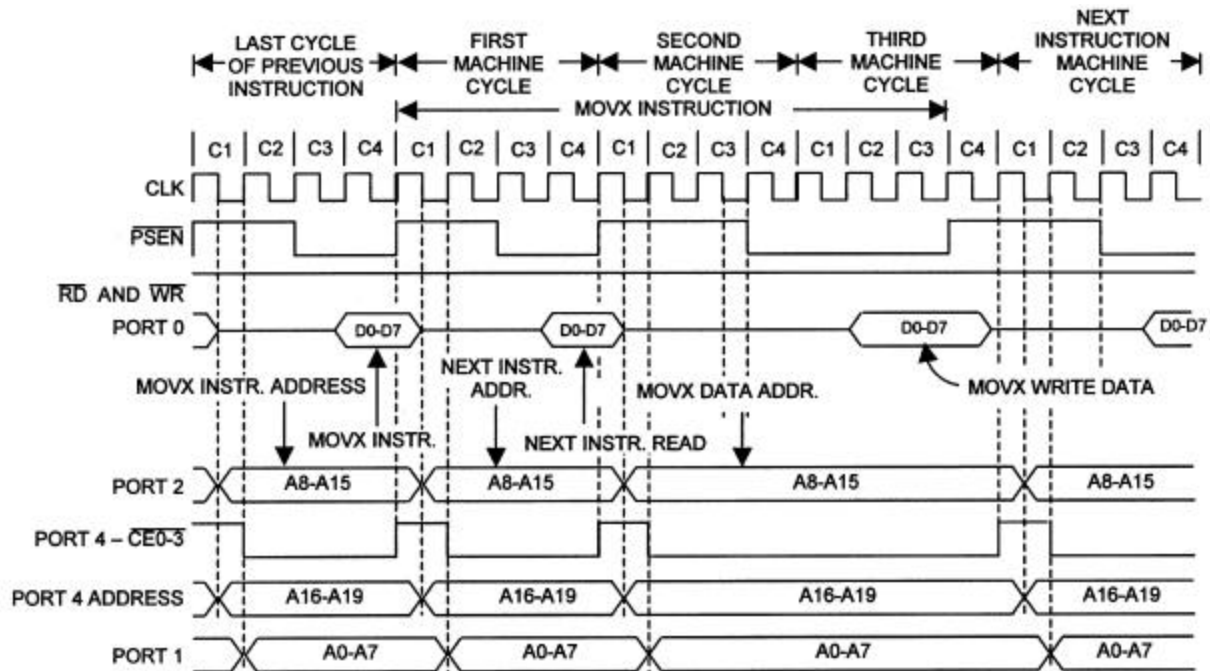 LAST CYCLE
OF PREVIOUS
INSTRUCTION
FIRST
MACHINE
CYCLE
SECOND
MACHINE
CYCLE
THIRD
MACHINE
CYCLE
NEXT
INSTRUCTION
MACHINE
CYCLE
MOVX INSTRUCTION
C1 C2 C3 C4 C1 C2 C3 C4 C1 C2 C3 C4 C1 C2 C3 C4 C1 C2 C3 C4
CLK
PSEN
RD AND WR
PORT 0 D0-D7 D0-D7 D0-D7 D0-D7
MOVX INSTR. ADDRESS
NEXT INSTR.
ADDR.
MOVX DATA ADDR.
MOVX WRITE DATA
MOVX INSTR.
NEXT INSTR. READ
PORT 2 A8-A15 A8-A15 A8-A15 A8-A15
PORT 4 – CE0-3
PORT 4 ADDRESS A16-A19 A16-A19 A16-A19 A16-A19
PORT 1 A0-A7 A0-A7 A0-A7 A0-A7